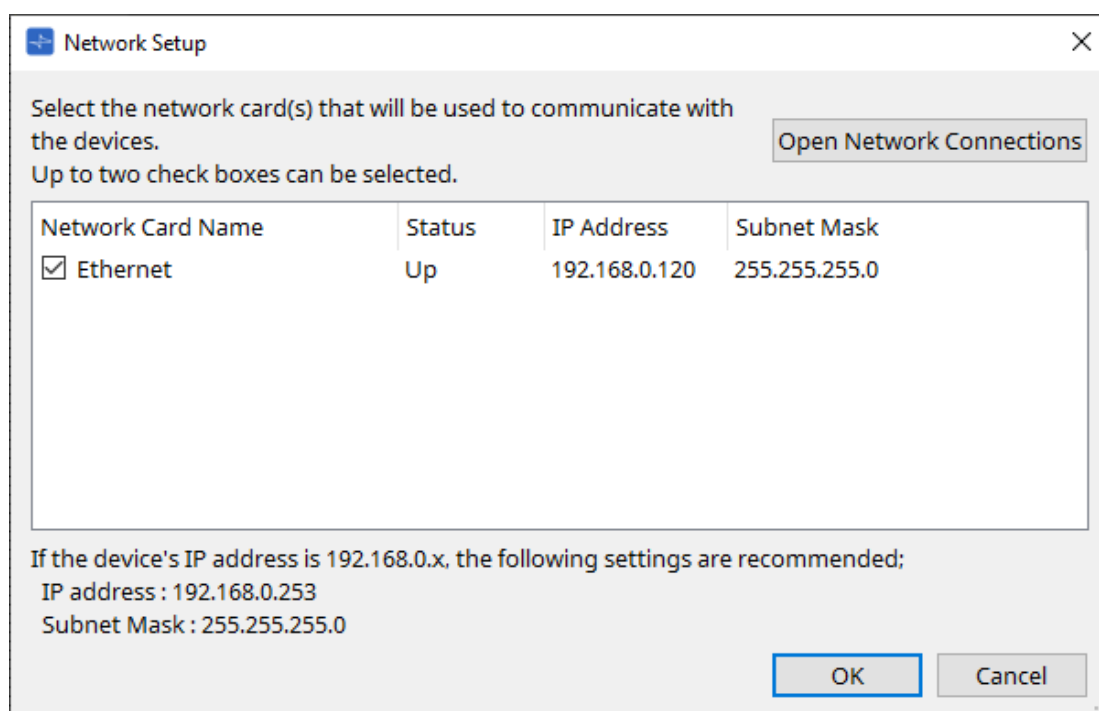 Network Setup
Select the network card(s) that will be used to communicate with
the devices.
Up to two check boxes can be selected.
Open Network Connections
Network Card Name Status IP Address Subnet Mask
Ethernet Up 192.168.0.120 255.255.255.0
If the device's IP address is 192.168.0.x, the following settings are recommended;
IP address : 192.168.0.253
Subnet Mask : 255.255.255.0
OK Cancel